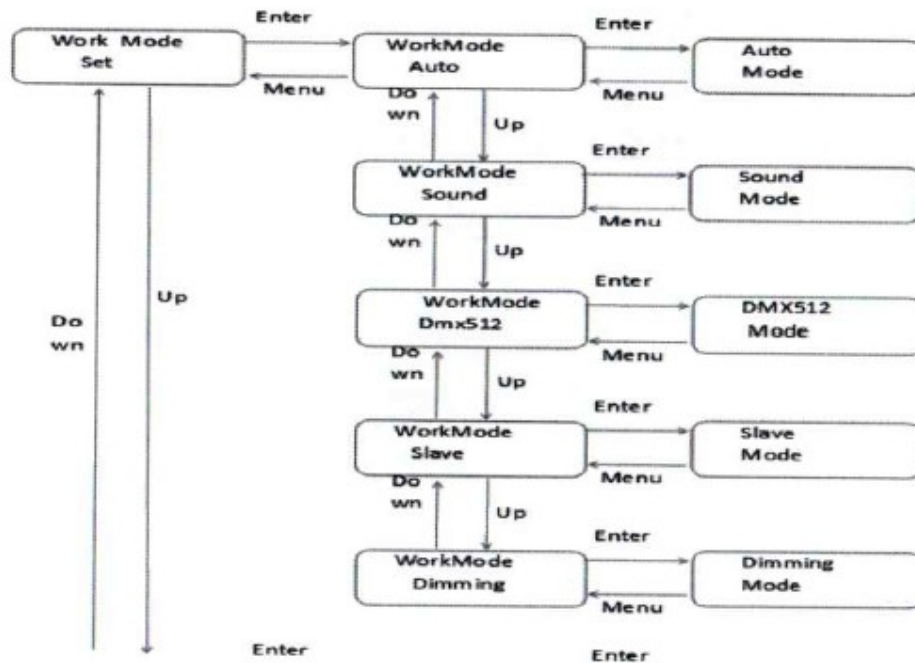 Enter
Enter
Work Mode
Set
WorkMode
Auto
Auto
Mode
Menu
Menu
Do
wn
Up
Enter
WorkMode
Sound
Sound
Mode
Menu
Do
wn
Up
Enter
Up
Do
wn
WorkMode
Dmx512
DMX512
Mode
Menu
Do
wn
Up
Enter
WorkMode
Slave
Slave
Mode
Menu
Do
wn
Up
Enter
WorkMode
Dimming
Dimming
Mode
Menu
Enter
Enter